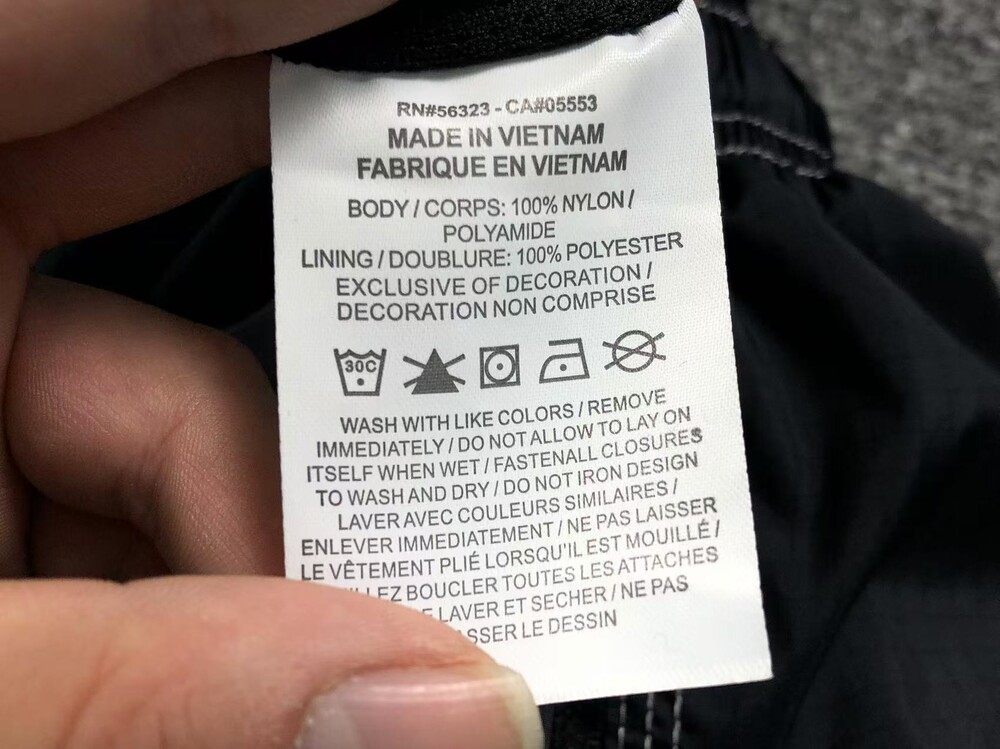 RN#56323 - CA#05553
MADE IN VIETNAM
FABRIQUE EN VIETNAM
BODY / CORPS: 100% NYLON /
POLYAMIDE
LINING / DOUBLURE: 100% POLYESTER
EXCLUSIVE OF DECORATION /
DECORATION NON COMPRISE
30C
WASH WITH LIKE COLORS / REMOVE
IMMEDIATELY / DO NOT ALLOW TO LAY ON
ITSELF WHEN WET / FASTENALL CLOSURES
TO WASH AND DRY / DO NOT IRON DESIGN
LAVER AVEC COULEURS SIMILAIRES /
ENLEVER IMMEDIATEMENT / NE PAS LAISSER
LE VÊTEMENT PLIÉ LORSQU'IL EST MOUILLÉ /
BOUCLER TOUTES LES ATTACHES
LAVER ET SECHER / NE PAS
LE DESSIN